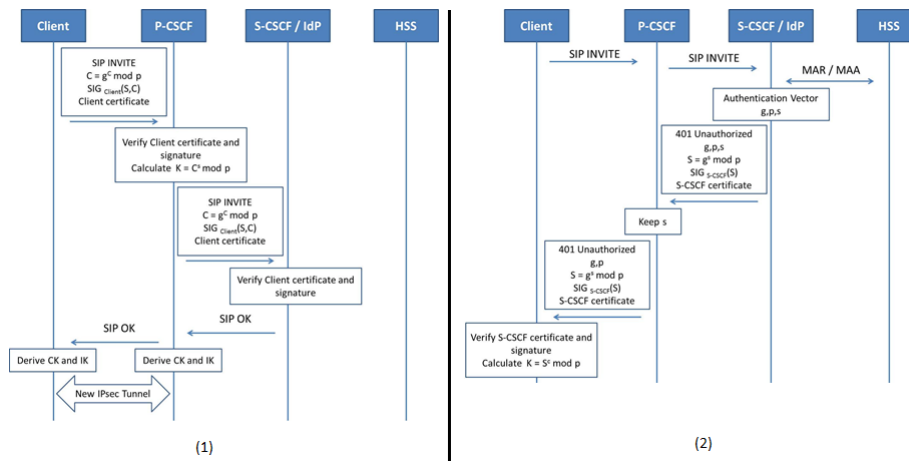 Client
P-CSCF
S-CSCF / IdP
HSS
SIP INVITE
C = g^C mod p
SIG Client(S,C)
Client certificate
Verify Client certificate and
signature
Calculate K = C^s mod p
SIP INVITE
C = g^C mod p
SIG Client(S,C)
Client certificate
Verify Client certificate and
signature
SIP OK
SIP OK
Derive CK and IK
Derive CK and IK
New IPsec Tunnel
(1)
Client
P-CSCF
S-CSCF / IdP
HSS
SIP INVITE
SIP INVITE
MAR / MAA
Authentication Vector
g,p,s
401 Unauthorized
g,p,s
S = g^s mod p
SIG S-CSCF(S)
S-CSCF certificate
Keep s
401 Unauthorized
g,p
S = g^s mod p
SIG S-CSCF(S)
S-CSCF certificate
Verify S-CSCF certificate and
signature
Calculate K = S^c mod p
(2)